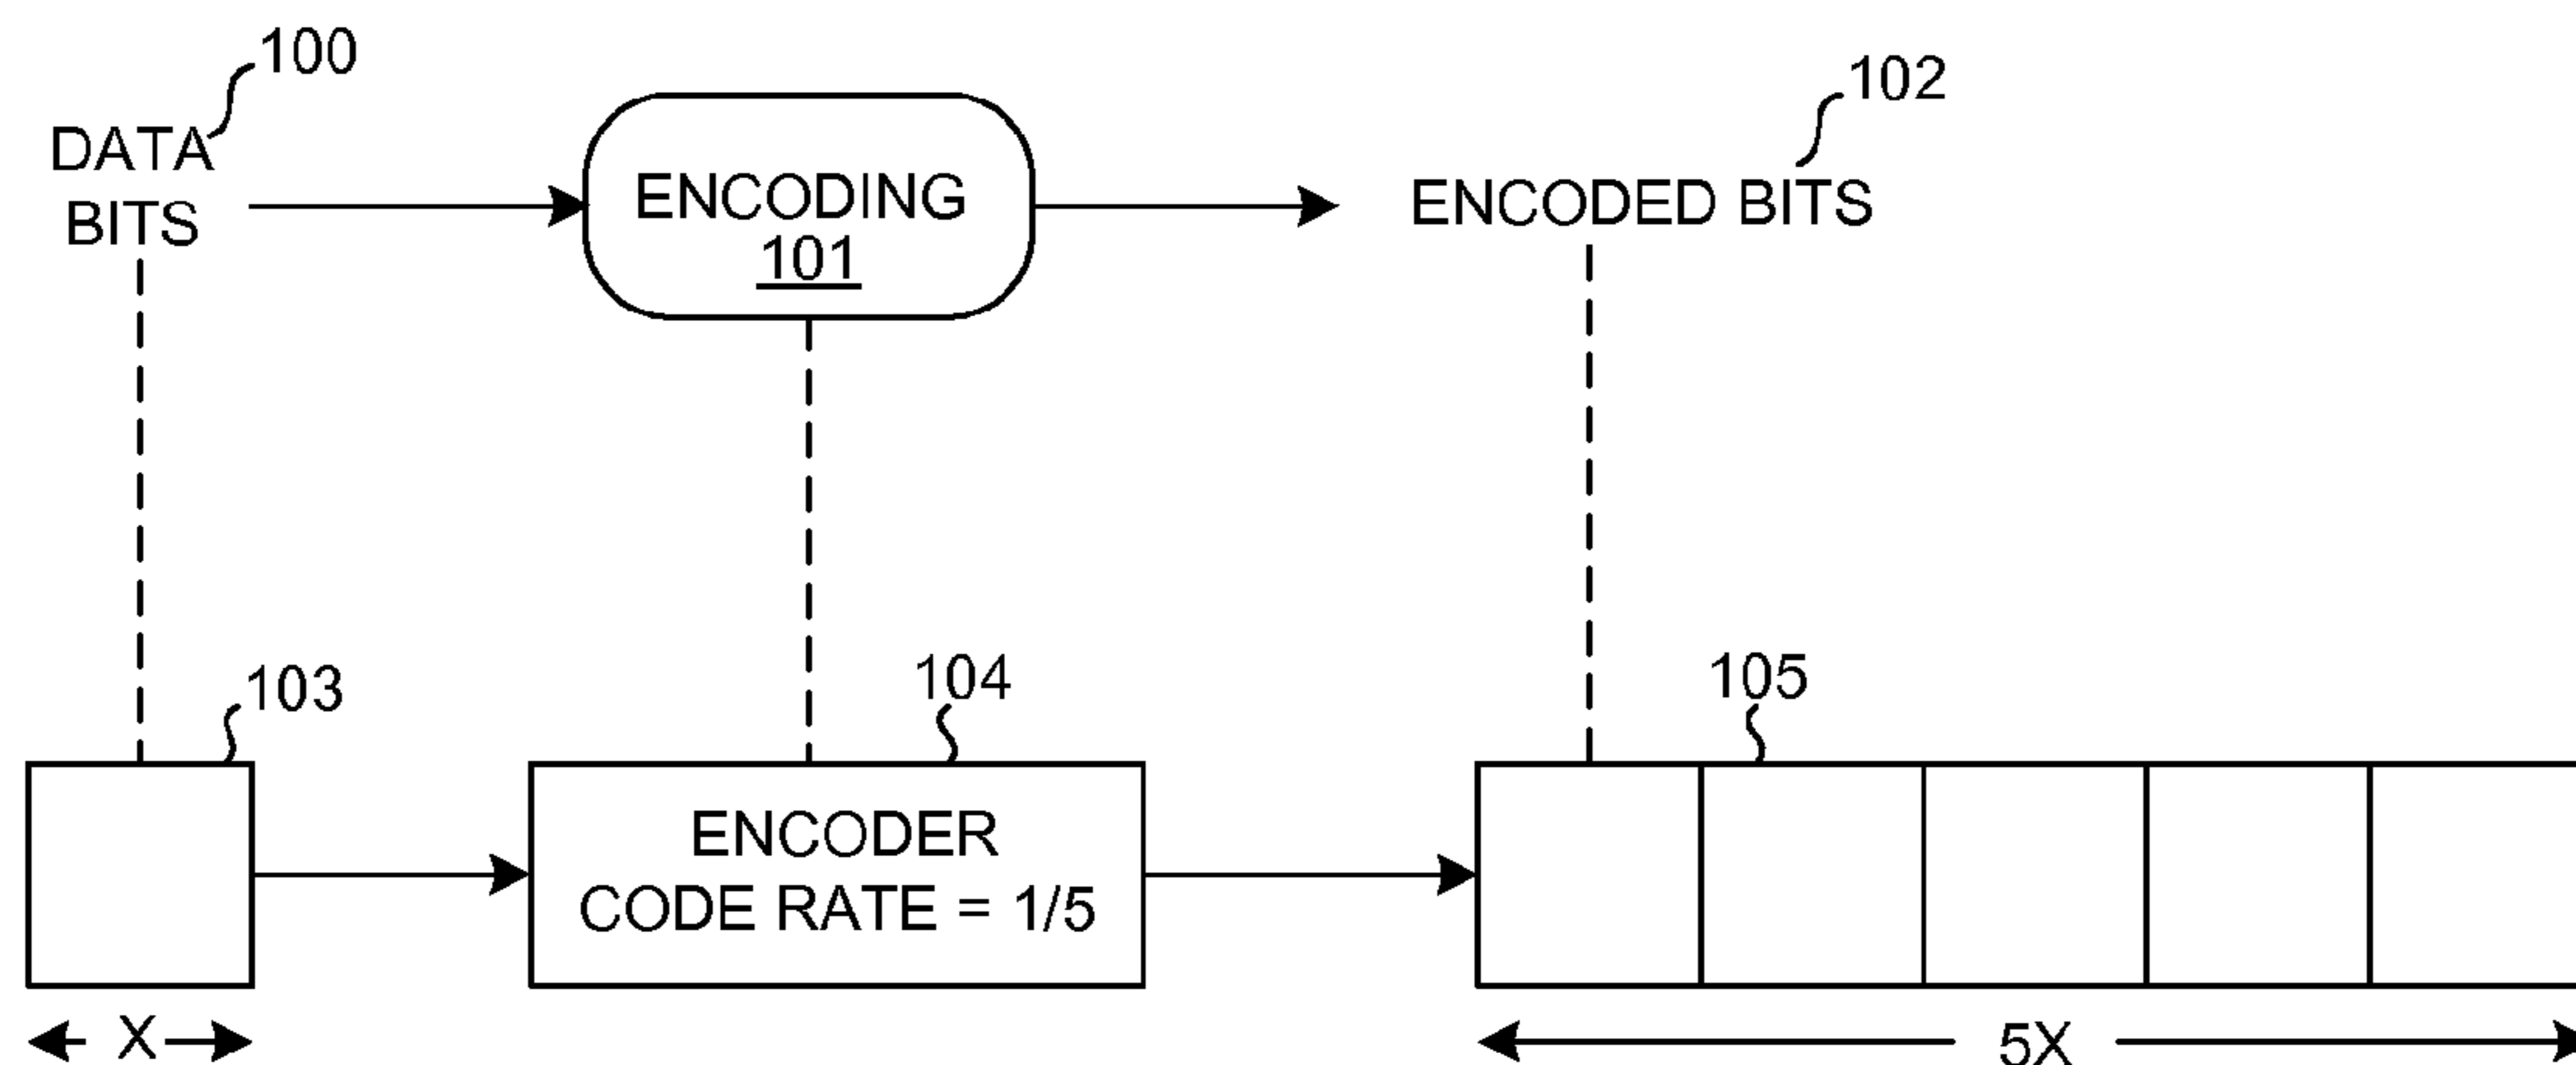 100
102
DATA
BITS
ENCODING
101
ENCODED BITS
103
104
105
ENCODER
CODE RATE = 1/5
X
5X